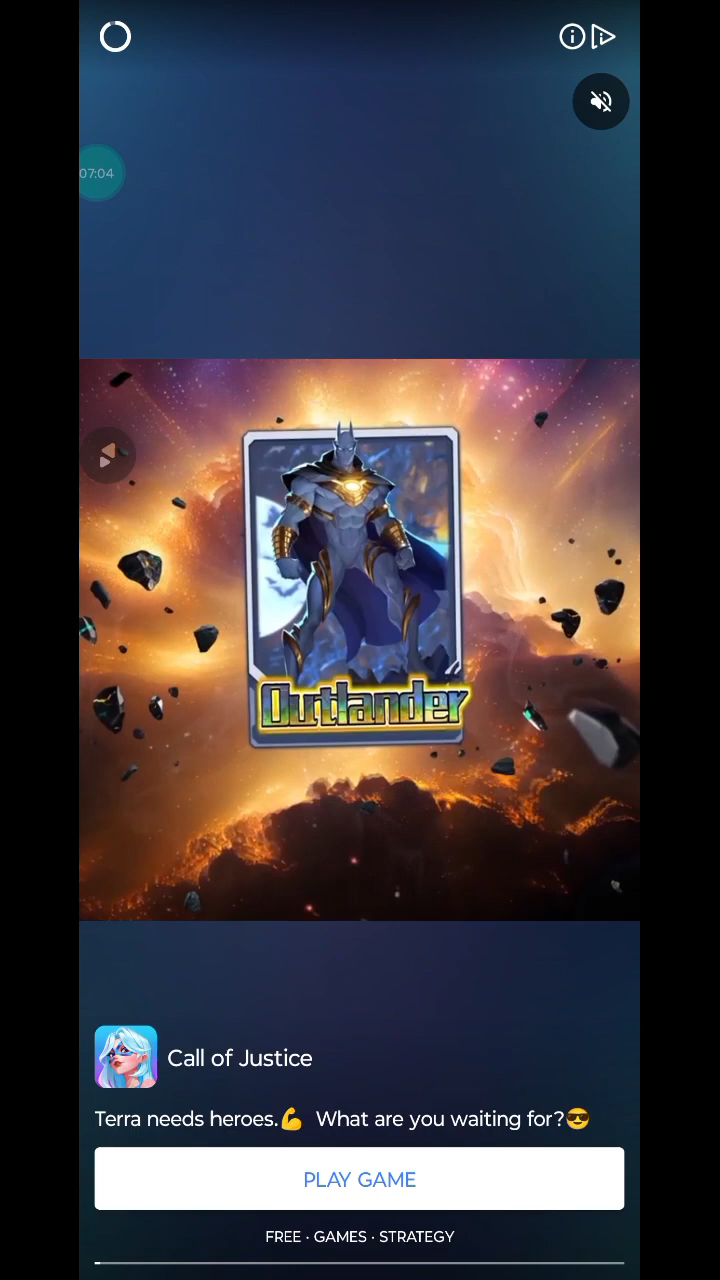 07:04
Outlander
Call of Justice
Terra needs heroes.💪 What are you waiting for?😎
PLAY GAME
FREE · GAMES · STRATEGY